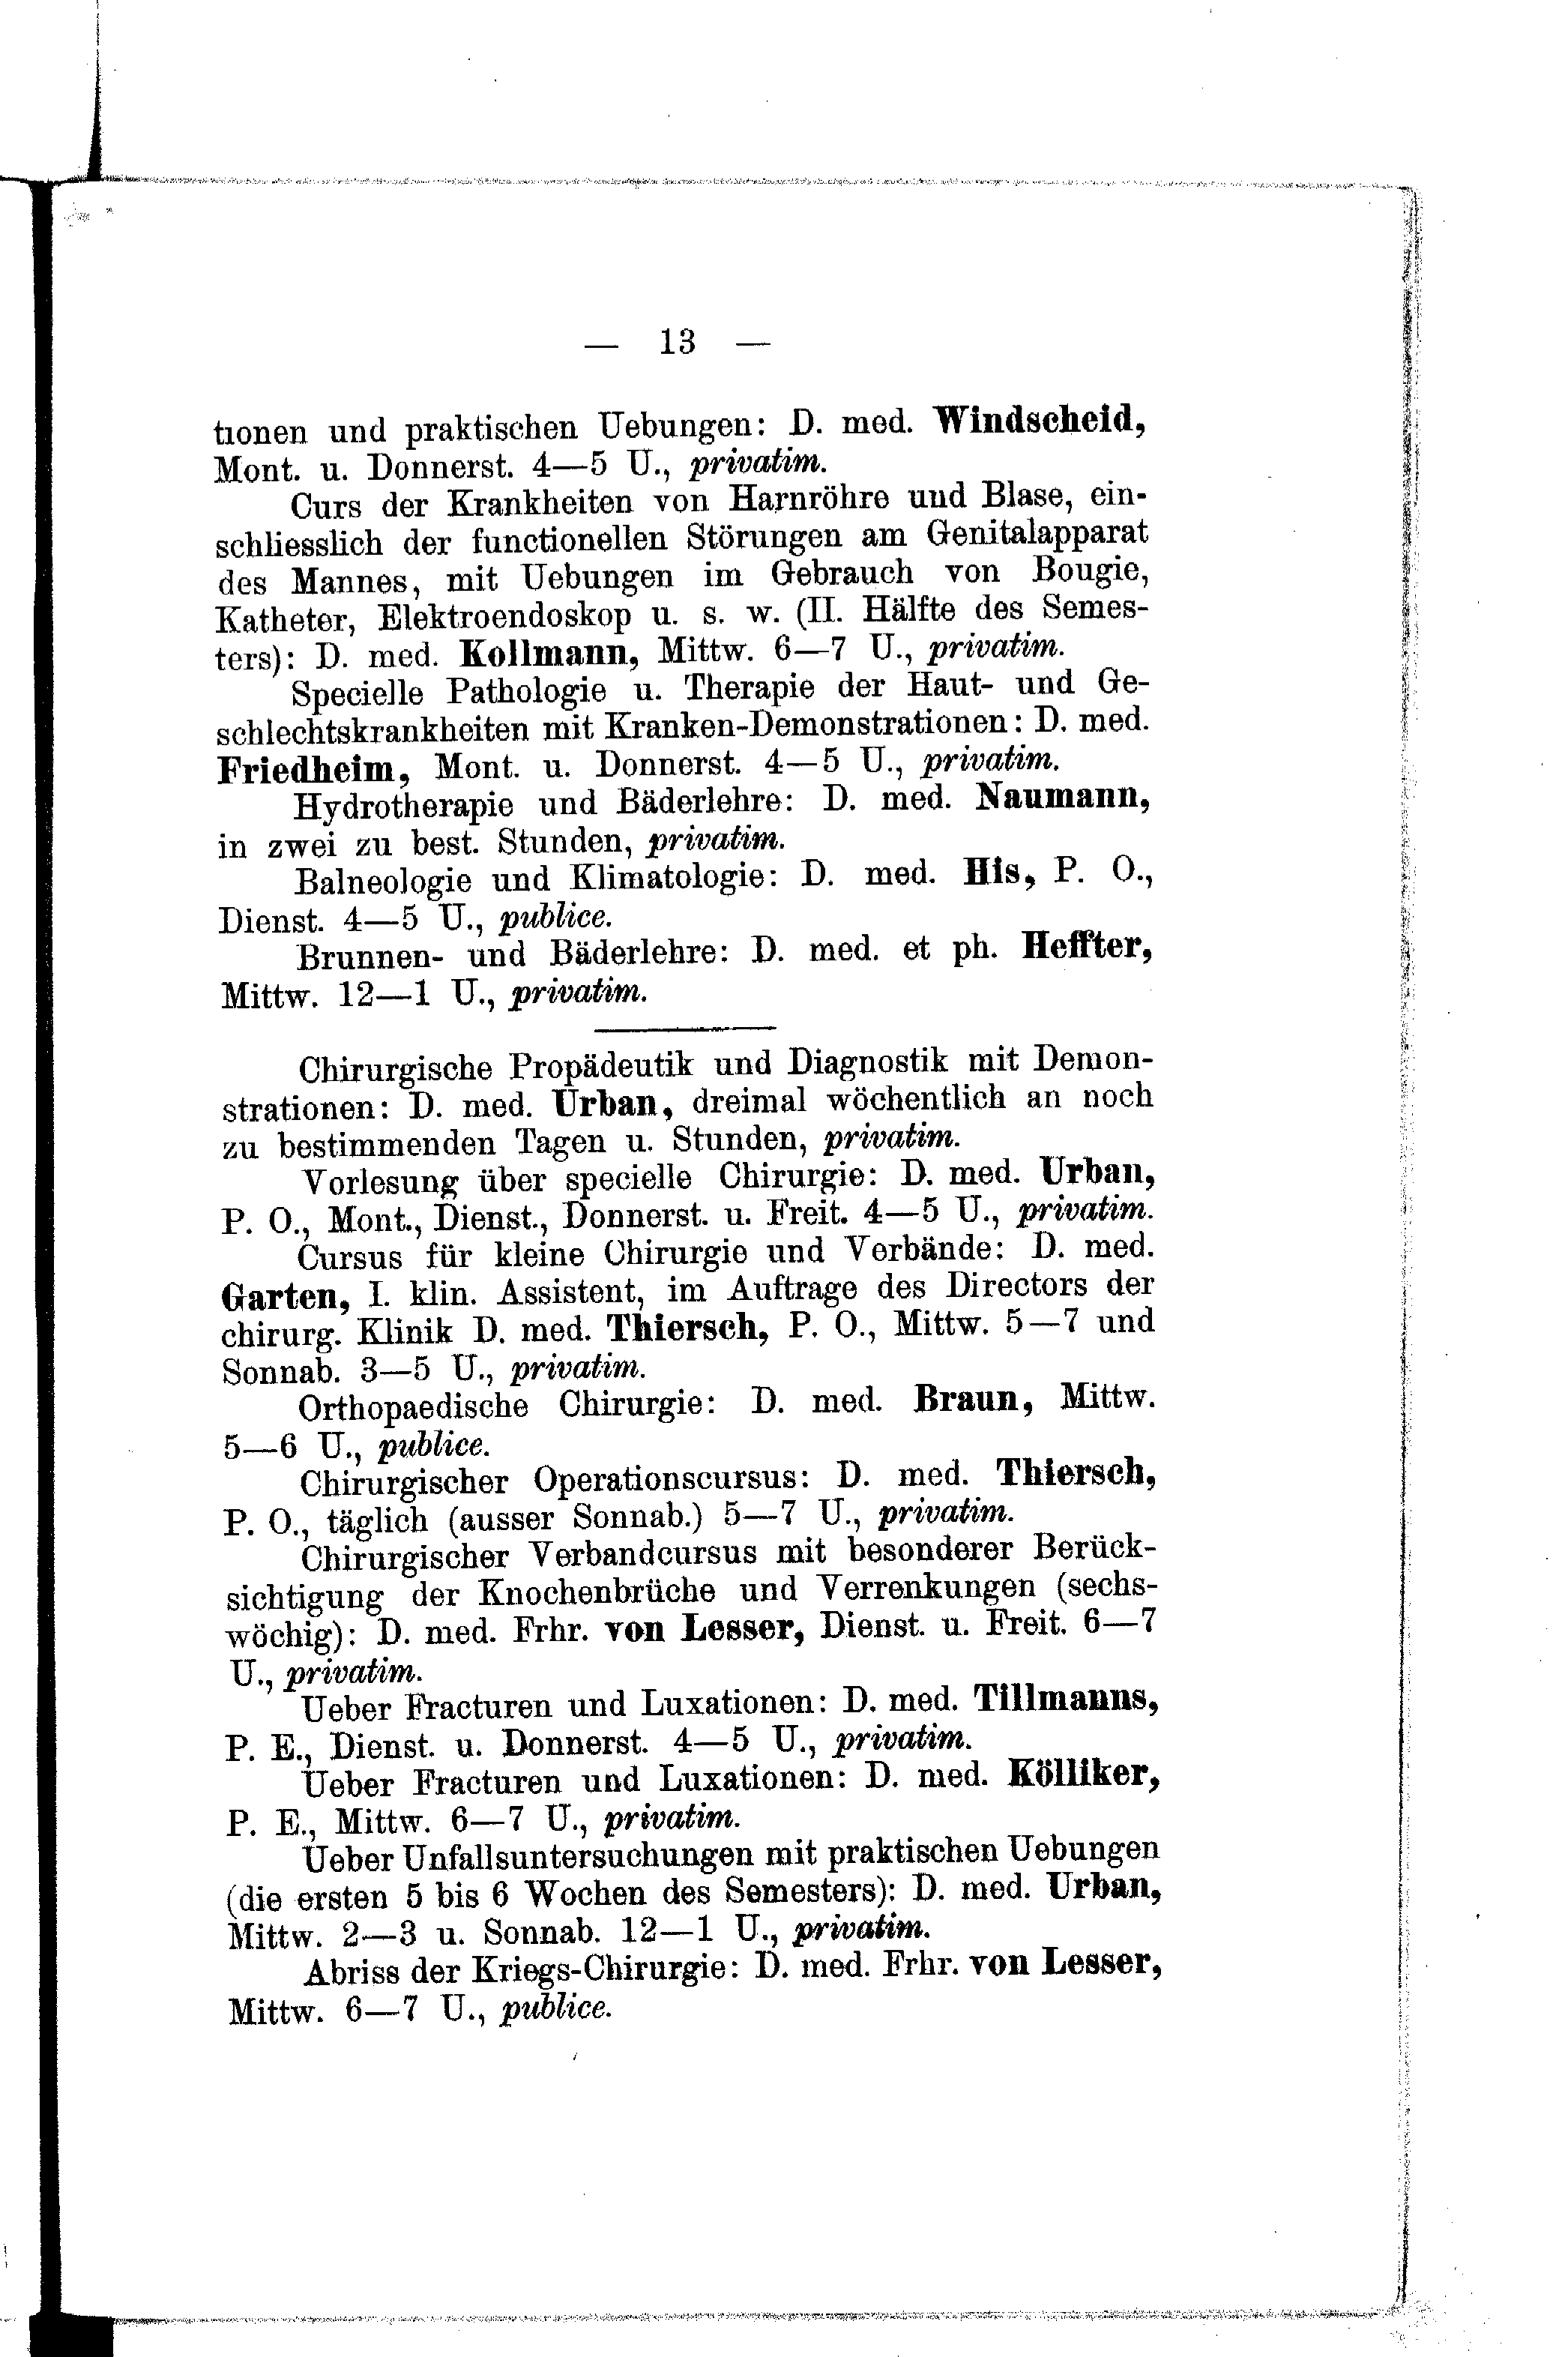 — 13 —
tionen und praktischen Uebungen: D. med. Windscheid,
Mont. u. Donnerst. 4—5 U., privatim.
Curs der Krankheiten von Harnröhre und Blase, ein-
schliesslich der functionellen Störungen am Genitalapparat
des Mannes, mit Uebungen im Gebrauch von Bougie,
Katheter, Elektroendoskop u. s. w. (II. Hälfte des Semes-
ters): D. med. Kollmann, Mittw. 6—7 U., privatim.
Specielle Pathologie u. Therapie der Haut- und Ge-
schlechtskrankheiten mit Kranken-Demonstrationen: D. med.
Friedheim, Mont. u. Donnerst. 4—5 U., privatim.
Hydrotherapie und Bäderlehre: D. med. Naumann,
in zwei zu best. Stunden, privatim.
Balneologie und Klimatologie: D. med. His, P. O.,
Dienst. 4—5 U., publice.
Brunnen- und Bäderlehre: D. med. et ph. Heffter,
Mittw. 12—1 U., privatim.
Chirurgische Propädeutik und Diagnostik mit Demon-
strationen: D. med. Urban, dreimal wöchentlich an noch
zu bestimmenden Tagen u. Stunden, privatim.
Vorlesung über specielle Chirurgie: D. med. Urban,
P. O., Mont., Dienst., Donnerst. u. Freit. 4—5 U., privatim.
Cursus für kleine Chirurgie und Verbände: D. med.
Garten, I. klin. Assistent, im Auftrage des Directors der
chirurg. Klinik D. med. Thiersch, P. O., Mittw. 5—7 und
Sonnab. 3—5 U., privatim.
Orthopaedische Chirurgie: D. med. Braun, Mittw.
5—6 U., publice.
Chirurgischer Operationscursus: D. med. Thiersch,
P. O., täglich (ausser Sonnab.) 5—7 U., privatim.
Chirurgischer Verbandcursus mit besonderer Berück-
sichtigung der Knochenbrüche und Verrenkungen (sechs-
wöchig): D. med. Frhr. von Lesser, Dienst. u. Freit. 6—7
U., privatim.
Ueber Fracturen und Luxationen: D. med. Tillmanns,
P. E., Dienst. u. Donnerst. 4—5 U., privatim.
Ueber Fracturen und Luxationen: D. med. Kölliker,
P. E., Mittw. 6—7 U., privatim.
Ueber Unfallsuntersuchungen mit praktischen Uebungen
(die ersten 5 bis 6 Wochen des Semesters): D. med. Urban,
Mittw. 2—3 u. Sonnab. 12—1 U., privatim.
Abriss der Kriegs-Chirurgie: D. med. Frhr. von Lesser,
Mittw. 6—7 U., publice.